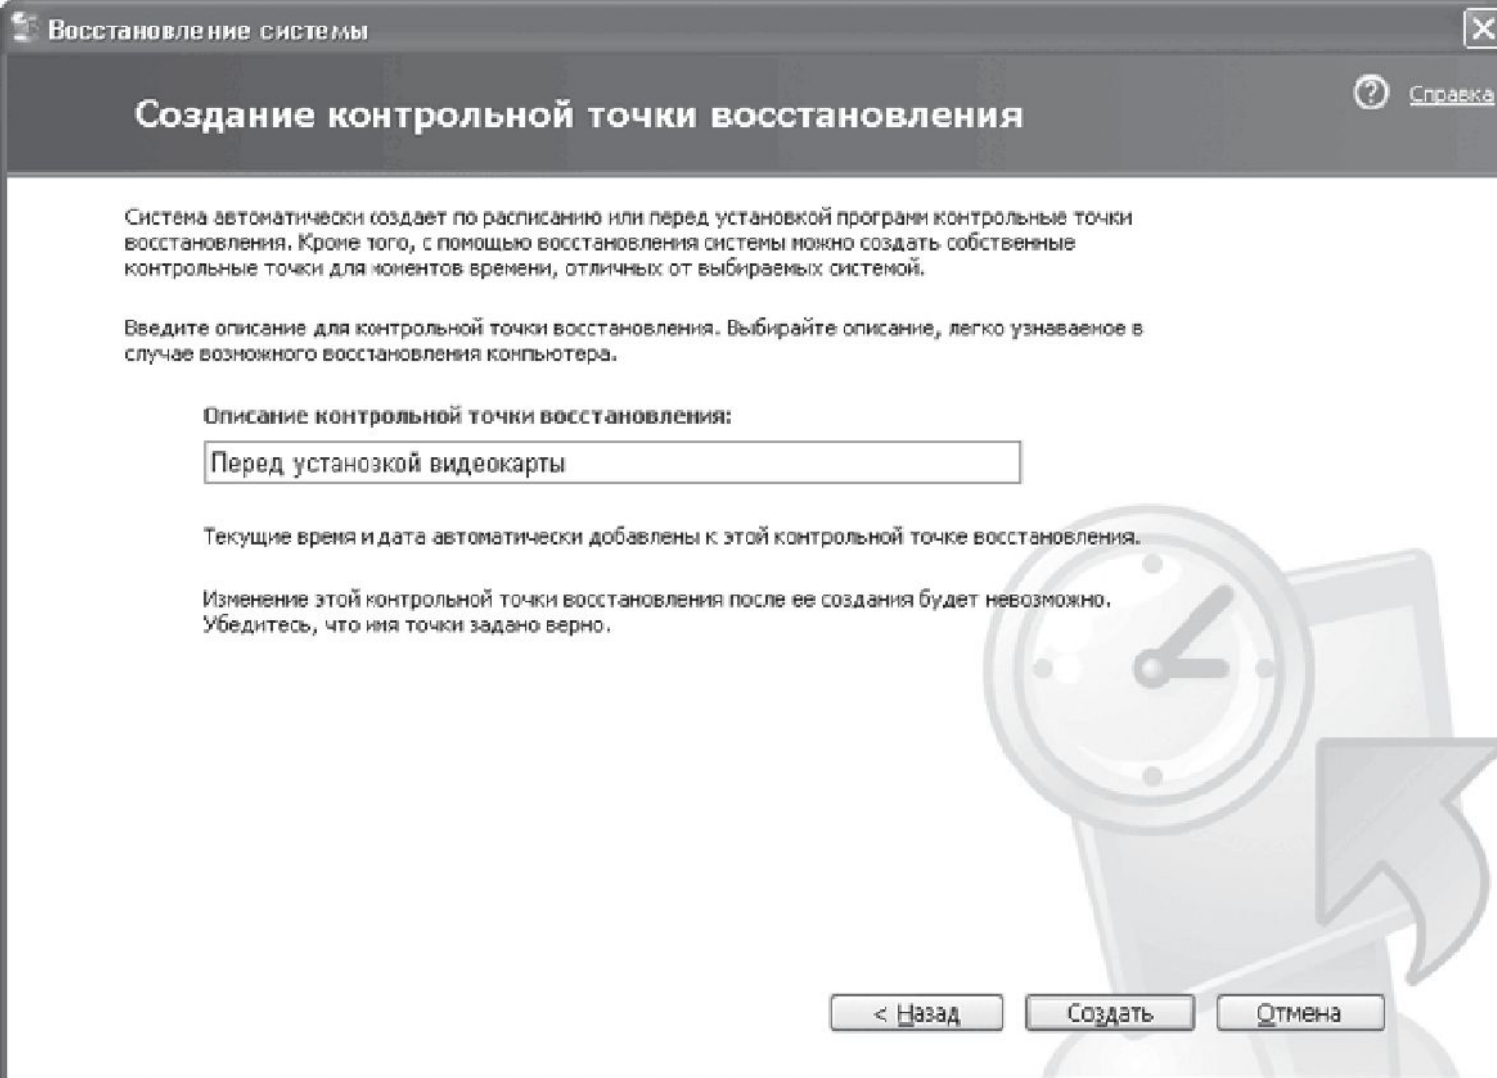 Восстановление системы
Создание контрольной точки восстановления
Справка
Система автоматически создает по расписанию или перед установкой программ контрольные точки
восстановления. Кроме того, с помощью восстановления системы можно создать собственные
контрольные точки для моментов времени, отличных от выбираемых системой.
Введите описание для контрольной точки восстановления. Выбирайте описание, легко узнаваемое в
случае возможного восстановления компьютера.
Описание контрольной точки восстановления:
Перед установкой видеокарты
Текущие время и дата автоматически добавлены к этой контрольной точке восстановления.
Изменение этой контрольной точки восстановления после ее создания будет невозможно.
Убедитесь, что имя точки задано верно.
< Назад
Создать
Отмена